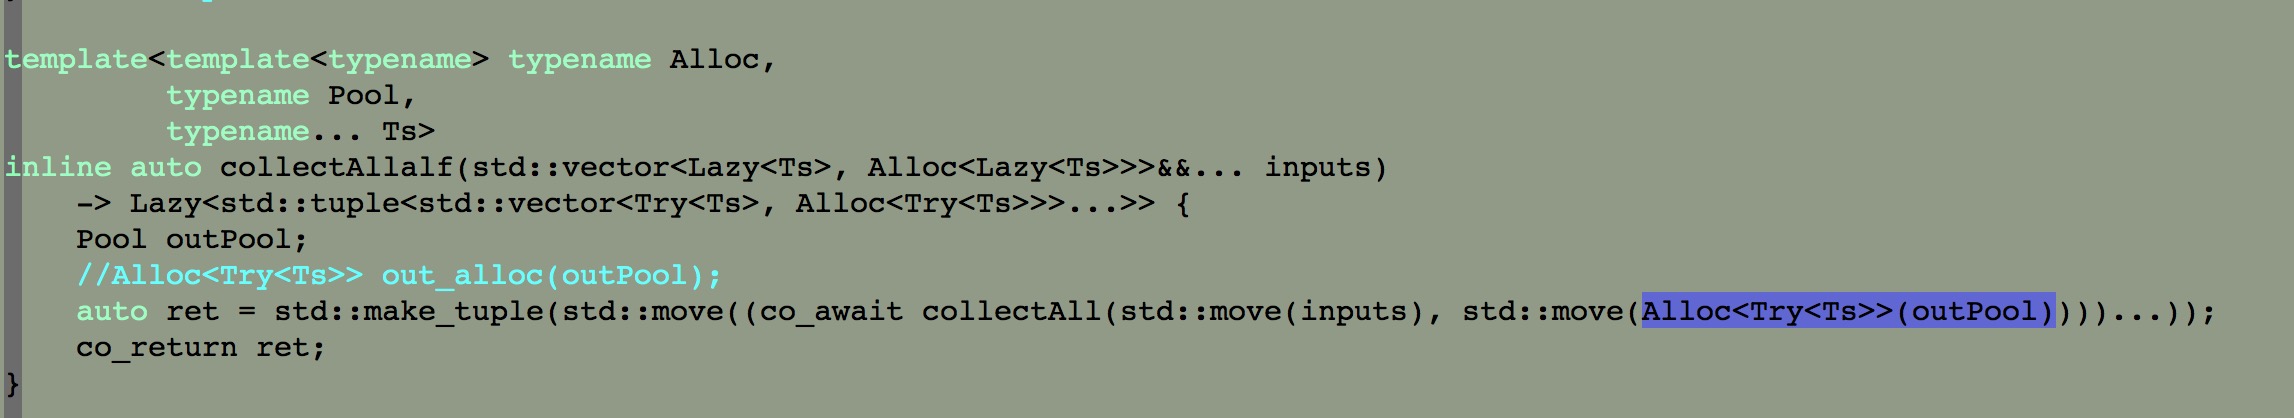 template<template<typename> typename Alloc,
         typename Pool,
         typename... Ts>
inline auto collectAllalf(std::vector<Lazy<Ts>, Alloc<Lazy<Ts>>>&&... inputs)
    -> Lazy<std::tuple<std::vector<Try<Ts>, Alloc<Try<Ts>>>...>> {
    Pool outPool;
    //Alloc<Try<Ts>> out_alloc(outPool);
    auto ret = std::make_tuple(std::move((co_await collectAll(std::move(inputs), std::move(Alloc<Try<Ts>>(outPool))))...));
    co_return ret;
}